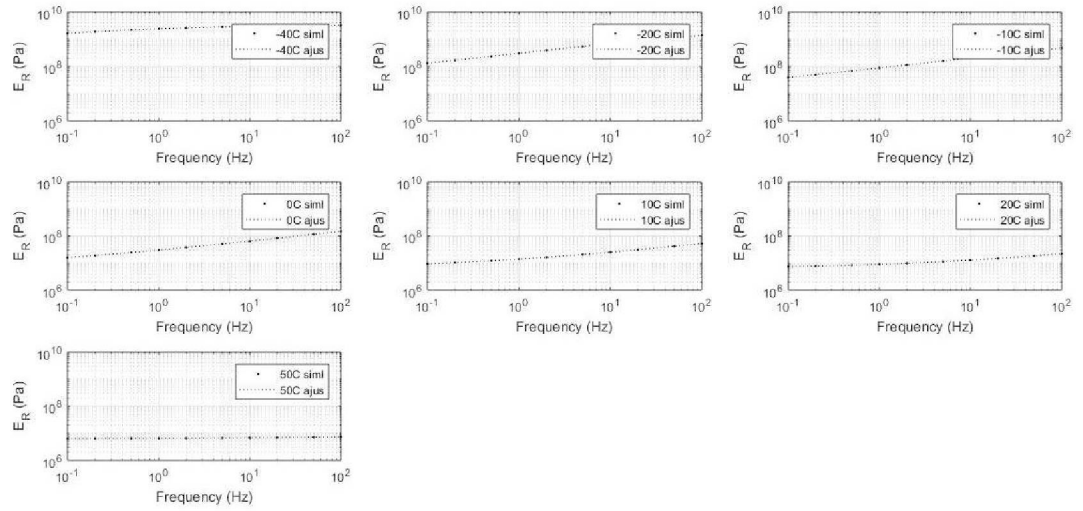 10^10
10^8
10^6
E_R (Pa)
-40C siml
-40C ajus
10^-1 10^0 10^1 10^2
Frequency (Hz)
10^10
10^8
10^6
E_R (Pa)
-20C siml
-20C ajus
10^-1 10^0 10^1 10^2
Frequency (Hz)
10^10
10^8
10^6
E_R (Pa)
-10C siml
-10C ajus
10^-1 10^0 10^1 10^2
Frequency (Hz)
10^10
10^8
10^6
E_R (Pa)
0C siml
0C ajus
10^-1 10^0 10^1 10^2
Frequency (Hz)
10^10
10^8
10^6
E_R (Pa)
10C siml
10C ajus
10^-1 10^0 10^1 10^2
Frequency (Hz)
10^10
10^8
10^6
E_R (Pa)
20C siml
20C ajus
10^-1 10^0 10^1 10^2
Frequency (Hz)
10^10
10^8
10^6
E_R (Pa)
50C siml
50C ajus
10^-1 10^0 10^1 10^2
Frequency (Hz)